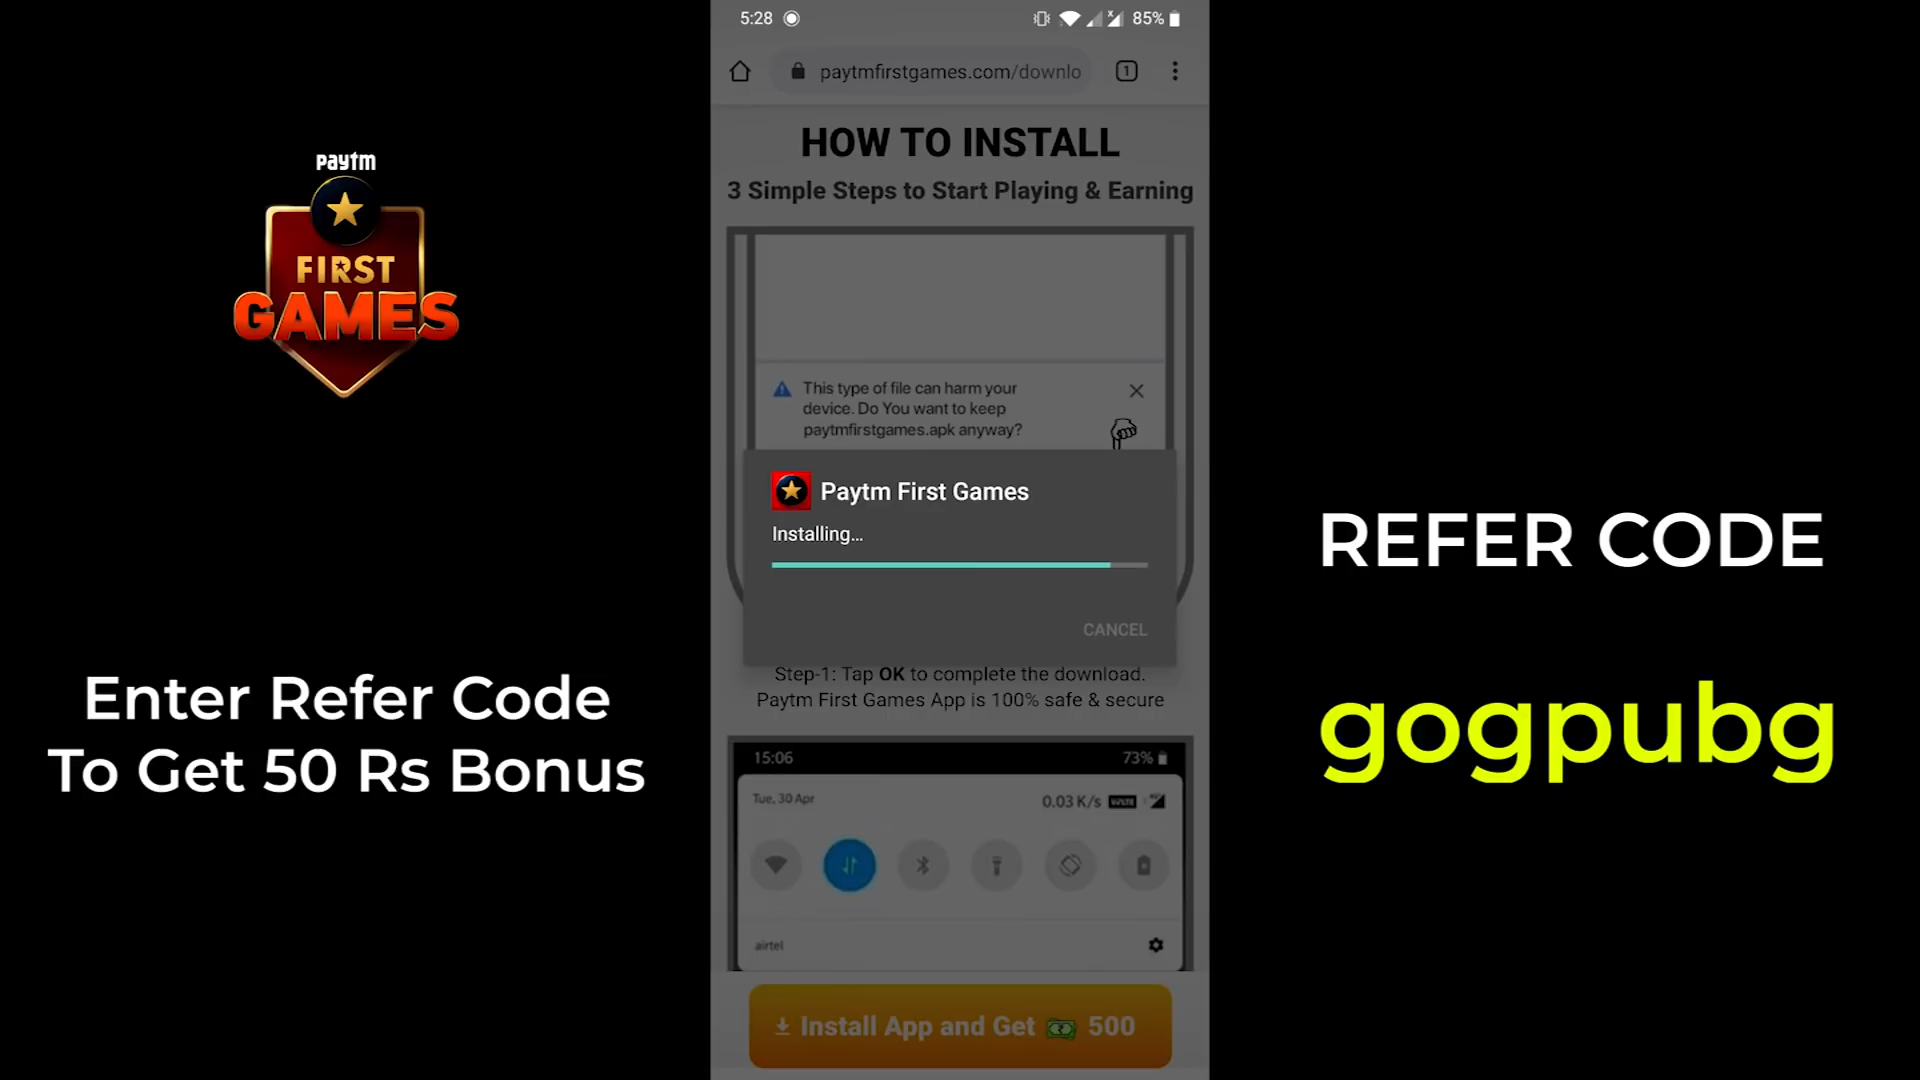 paytm
FIRST
GAMES
Enter Refer Code
To Get 50 Rs Bonus
5:28
85%
paytmfirstgames.com/downlo
1
HOW TO INSTALL
3 Simple Steps to Start Playing & Earning
This type of file can harm your
device. Do You want to keep
paytmfirstgames.apk anyway?
Paytm First Games
Installing...
CANCEL
Step-1: Tap OK to complete the download.
Paytm First Games App is 100% safe & secure
15:06
73%
Tue, 30 Apr
0.03 K/s
airtel
Install App and Get 500
REFER CODE
gogpubg